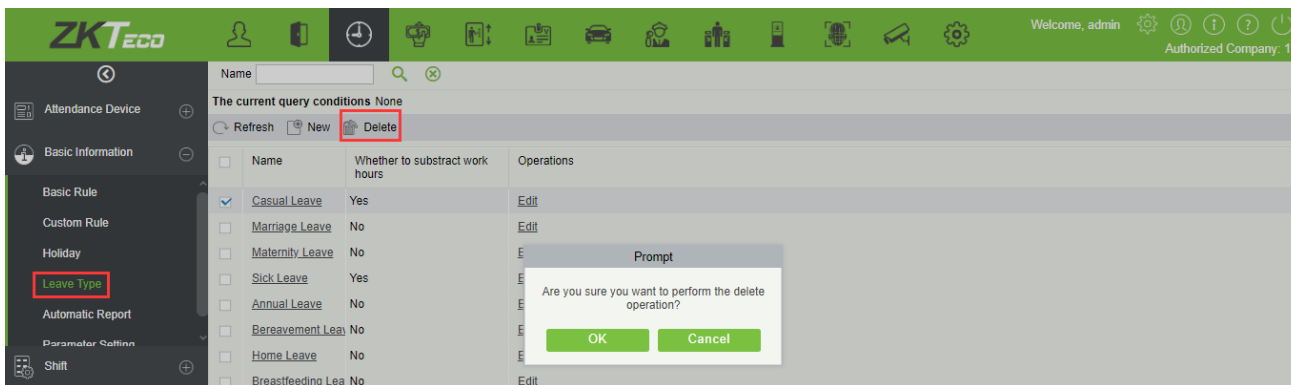 ZKTECO
Welcome, admin
Authorized Company: 1
Name
Attendance Device
The current query conditions None
Refresh New Delete
Basic Information
Name Whether to substract work hours Operations
Basic Rule
Casual Leave Yes Edit
Custom Rule
Marriage Leave No Edit
Holiday
Maternity Leave No E
Leave Type
Sick Leave Yes E
Automatic Report
Annual Leave No E
Parameter Setting
Bereavement Leav No E
Shift
Home Leave No E
Breastfeeding Lea No Edit
Prompt
Are you sure you want to perform the delete
operation?
OK Cancel